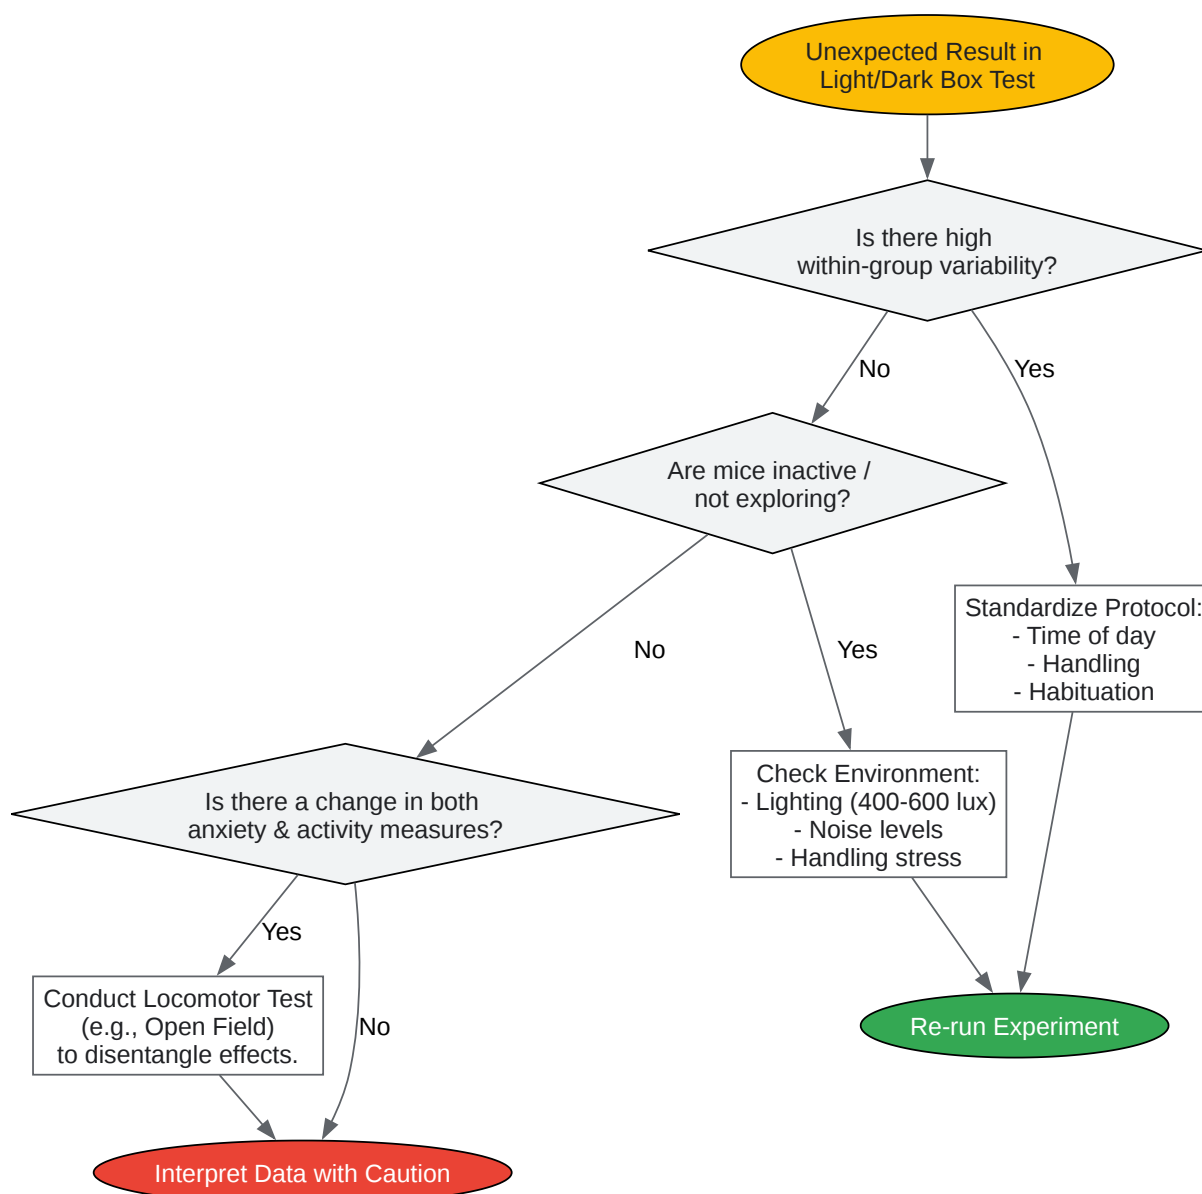 Unexpected Result in
Light/Dark Box Test
Is there high
within-group variability?
No
Yes
Are mice inactive /
not exploring?
Standardize Protocol:
- Time of day
- Handling
- Habituation
No
Yes
Check Environment:
- Lighting (400-600 lux)
- Noise levels
- Handling stress
Is there a change in both
anxiety & activity measures?
Yes
No
Conduct Locomotor Test
(e.g., Open Field)
to disentangle effects.
Re-run Experiment
Interpret Data with Caution